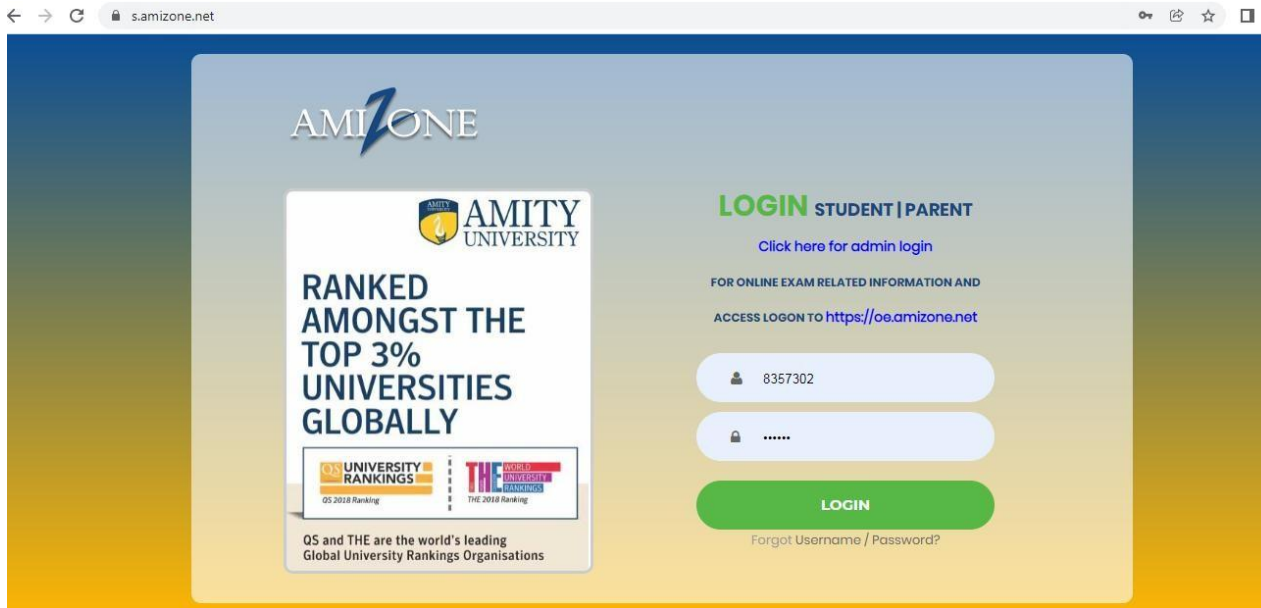 s.amizone.net
AMIZONE
AMITY
AMITY
UNIVERSITY
RANKED
AMONGST THE
TOP 3%
UNIVERSITIES
GLOBALLY
QS UNIVERSITY
RANKINGS
QS 2018 Ranking
THE WORLD
UNIVERSITY
RANKINGS
THE 2018 Ranking
QS and THE are the world's leading
Global University Rankings Organisations
LOGIN STUDENT | PARENT
Click here for admin login
FOR ONLINE EXAM RELATED INFORMATION AND
ACCESS LOGON TO https://oe.amizone.net
8357302
••••••
LOGIN
Forgot Username / Password?